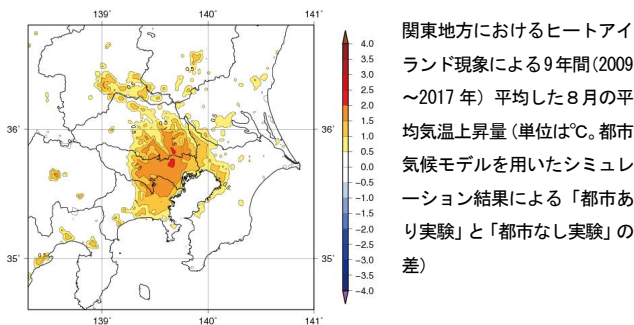 139° 140° 141°
36° 36°
35° 35°
139° 140° 141°
4.0
3.5
3.0
2.5
2.0
1.5
1.0
0.5
0.0
−0.5
−1.0
−1.5
−2.0
−2.5
−3.0
−3.5
−4.0
関東地方におけるヒートアイ
ランド現象による9年間(2009
~2017 年) 平均した8月の平
均気温上昇量(単位は℃。都市
気候モデルを用いたシミュレ
ーション結果による「都市あ
り実験」と「都市なし実験」の
差)